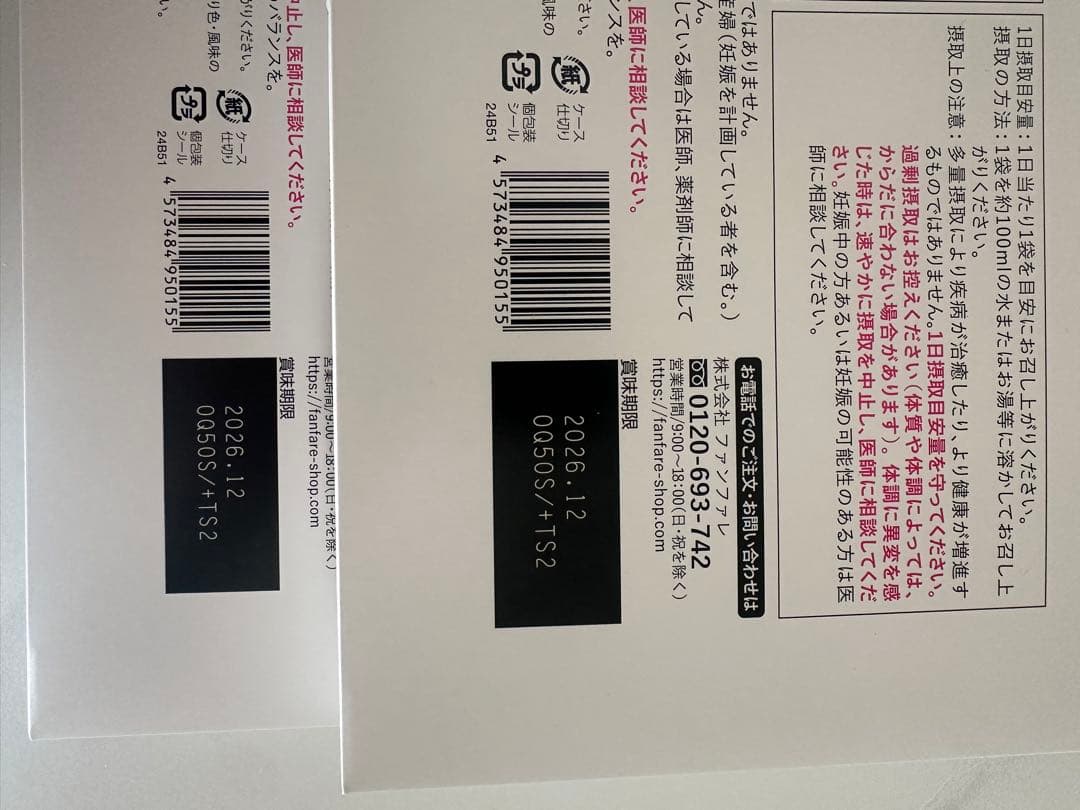 1日摂取目安量：1日当たり1袋を目安にお召し上がりください。
摂取の方法：1袋を約100mlの水またはお湯等に溶かしてお召し上
がりください。
摂取上の注意：多量摂取により疾病が治癒したり、より健康が増進す
るものではありません。1日摂取目安量を守ってください。
過剰摂取はお控えください（体質や体調によっては、
からだに合わない場合があります）。体調に異変を感
じた時は、速やかに摂取を中止し、医師に相談してくだ
さい。妊娠中の方あるいは妊娠の可能性のある方は医
師に相談してください。
ではありません。
産婦（妊娠を計画している者を含む。）
ん。
している場合は医師、薬剤師に相談して
医師に相談してください。
ンスを。
さい。
風味の
紙
ケース
仕切り
プラ
個包装
シール
24B51
4 573484 950155
お電話でのご注文・お問い合わせは
株式会社 ファンファレ
0120-693-742
営業時間/9:00～18:00（日・祝を除く）
https://fanfare-shop.com
賞味期限
2026.12
0Q50S/+TS2
中止し、医師に相談してください。
バランスを。
がりください。
り色・風味の
い。
紙
ケース
仕切り
プラ
個包装
シール
24B51
4 573484 950155
営業時間/9:00～18:00（日・祝を除く）
https://fanfare-shop.com
賞味期限
2026.12
0Q50S/+TS2